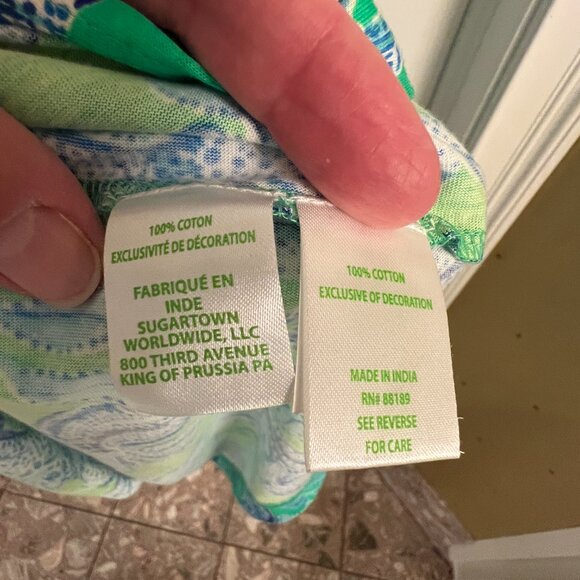 100% COTON
EXCLUSIVITÉ DE DÉCORATION
FABRIQUÉ EN
INDE
SUGARTOWN
WORLDWIDE, LLC
800 THIRD AVENUE
KING OF PRUSSIA PA
100% COTTON
EXCLUSIVE OF DECORATION
MADE IN INDIA
RN# 88189
SEE REVERSE
FOR CARE